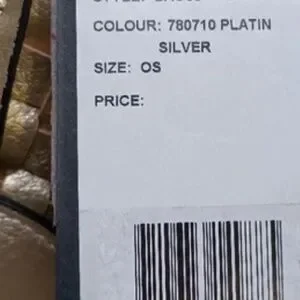 COLOUR: 780710 PLATIN
SILVER
SIZE: OS
PRICE: